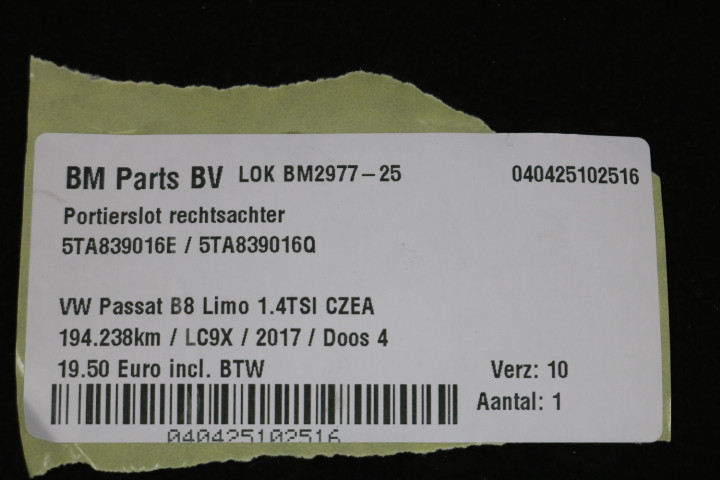 BM Parts BV LOK BM2977-25 040425102516
Portierslot rechtsachter
5TA839016E / 5TA839016Q
VW Passat B8 Limo 1.4TSI CZEA
194.238km / LC9X / 2017 / Doos 4
19.50 Euro incl. BTW Verz: 10
Aantal: 1
040425102516